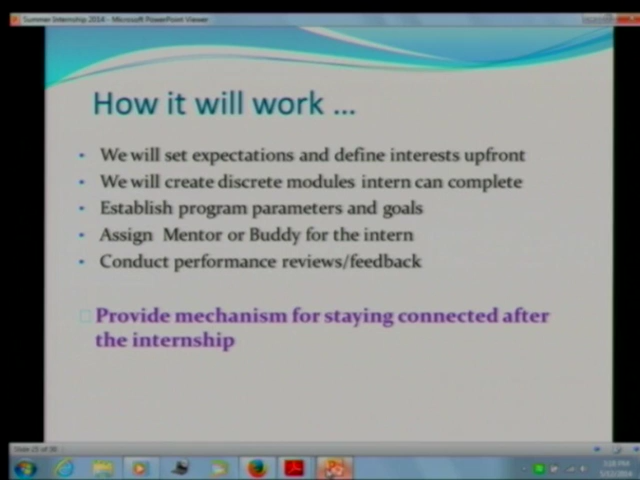 Summer Internship 2014 - Microsoft PowerPoint Viewer
How it will work ...
• We will set expectations and define interests upfront
• We will create discrete modules intern can complete
• Establish program parameters and goals
• Assign Mentor or Buddy for the intern
• Conduct performance reviews/feedback
Provide mechanism for staying connected after
the internship